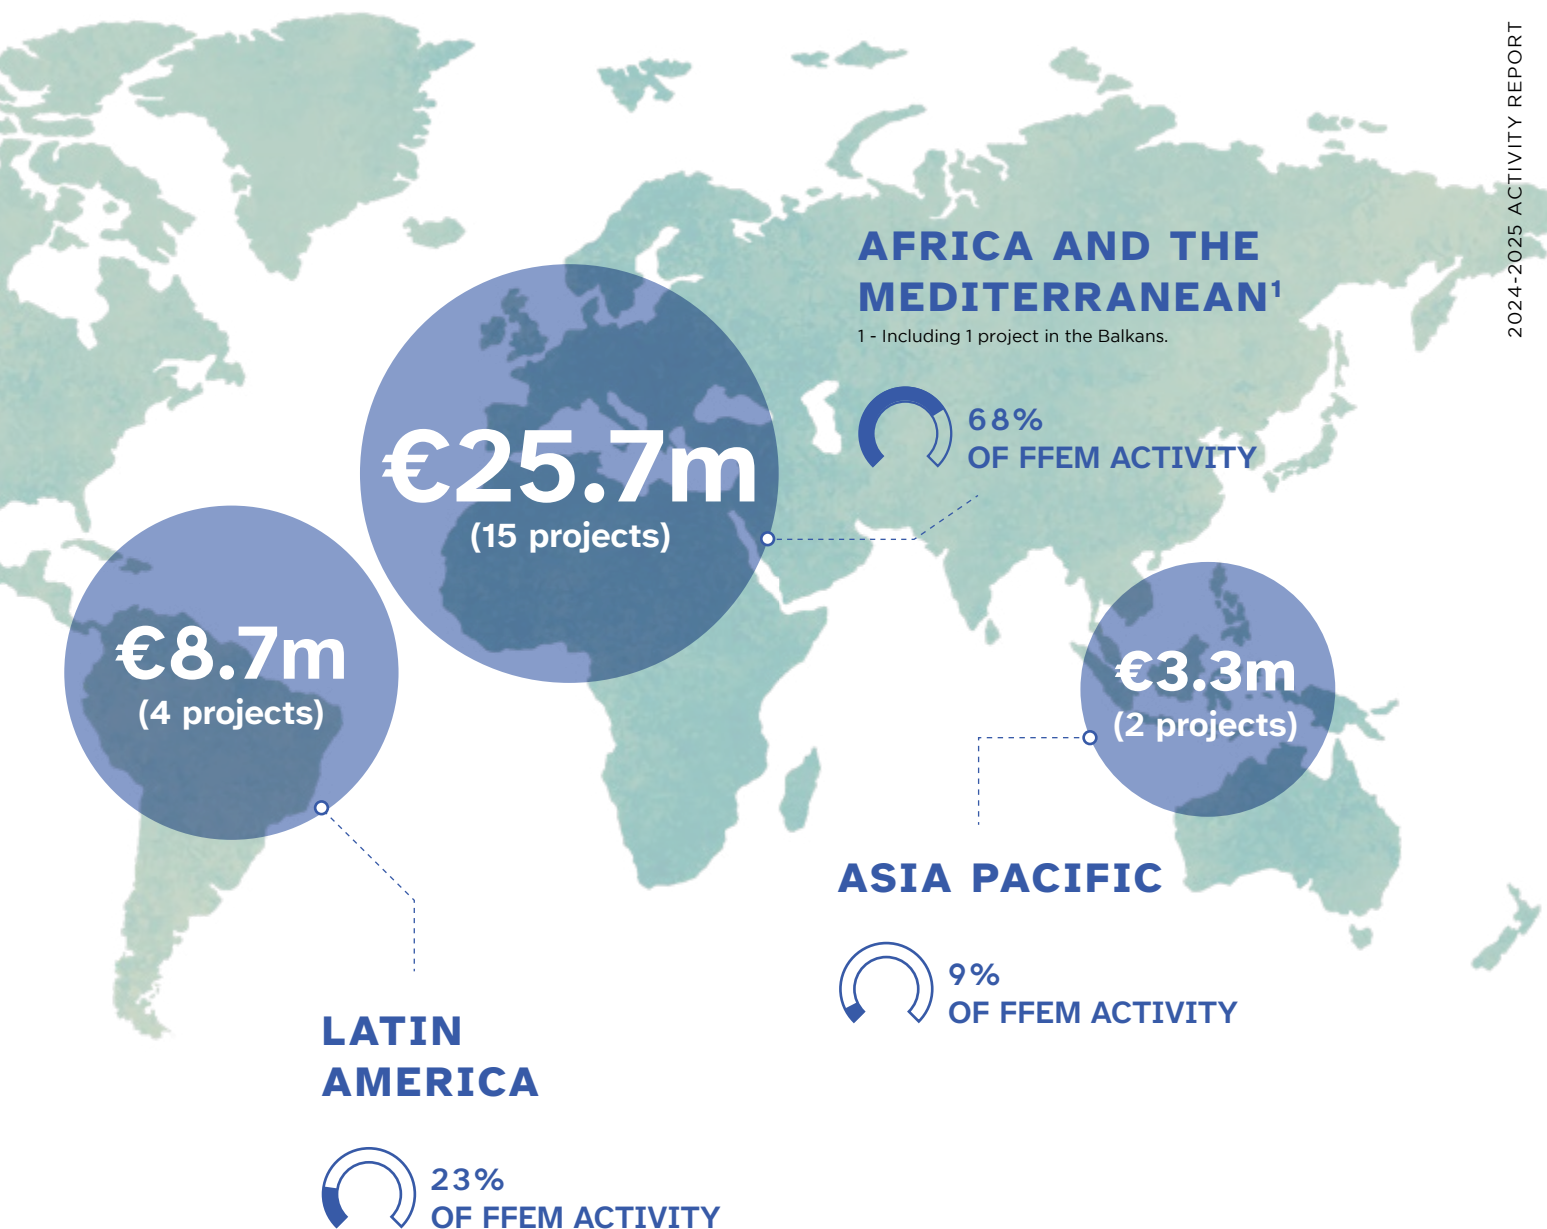 2024-2025 ACTIVITY REPORT
AFRICA AND THE
MEDITERRANEAN¹
1 - Including 1 project in the Balkans.
68%
OF FFEM ACTIVITY
€25.7m
(15 projects)
€8.7m
(4 projects)
€3.3m
(2 projects)
ASIA PACIFIC
9%
OF FFEM ACTIVITY
LATIN
AMERICA
23%
OF FFEM ACTIVITY